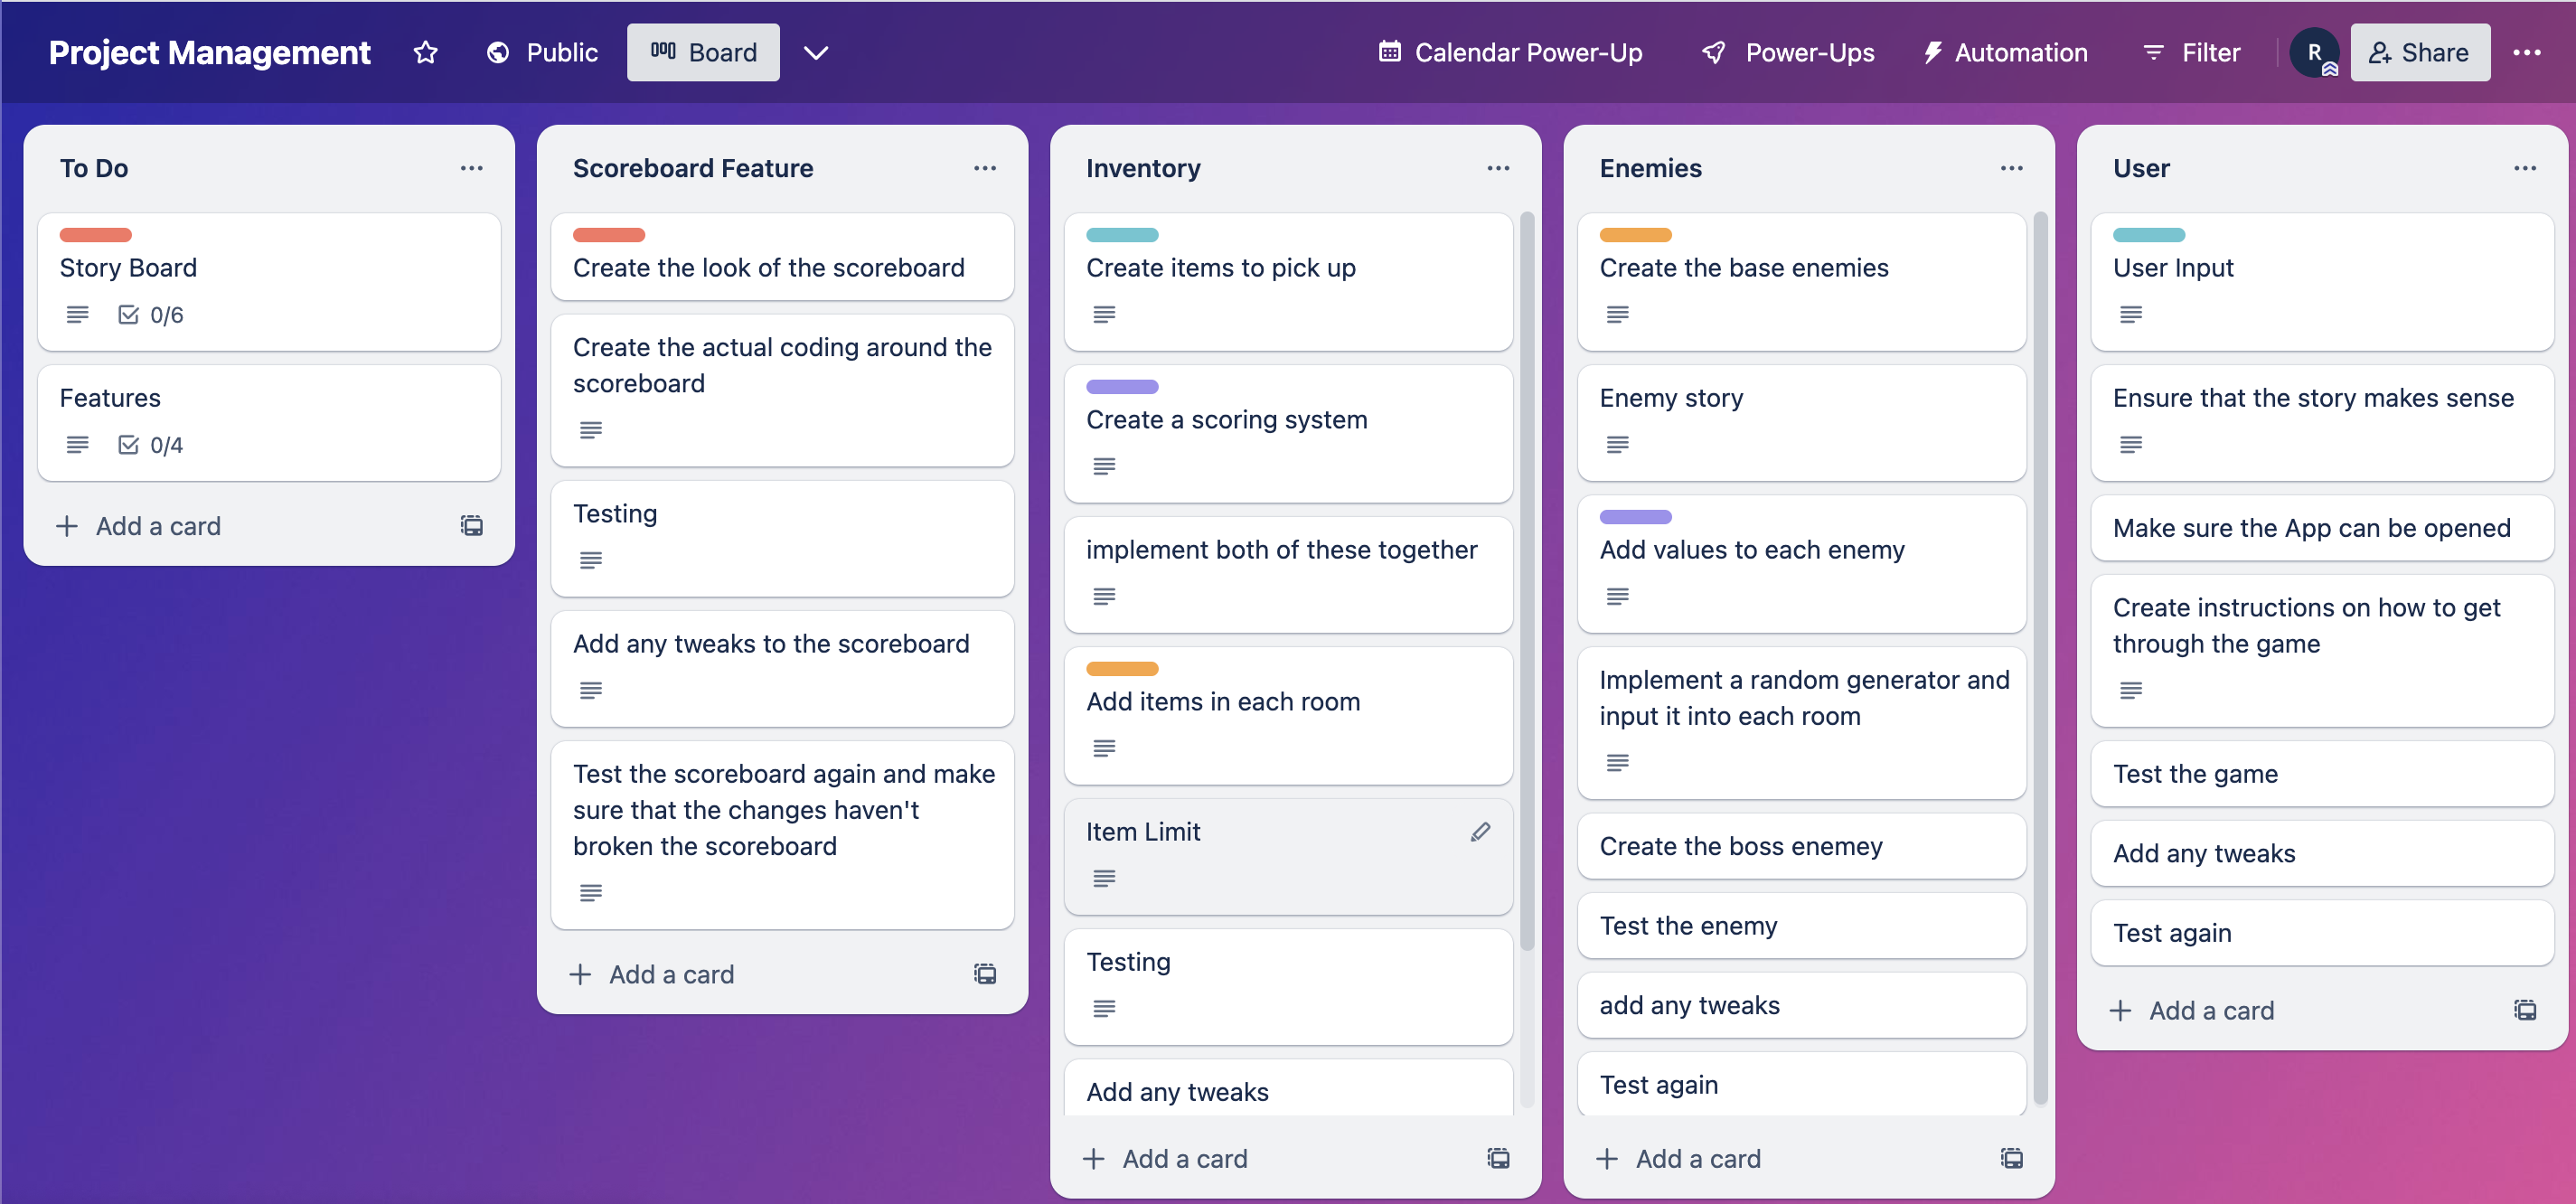 Project Management
Public
Board
Calendar Power-Up
Power-Ups
Automation
Filter
R
Share
To Do
Story Board
0/6
Features
0/4
Add a card
Scoreboard Feature
Create the look of the scoreboard
Create the actual coding around the
scoreboard
Testing
Add any tweaks to the scoreboard
Test the scoreboard again and make
sure that the changes haven't
broken the scoreboard
Add a card
Inventory
Create items to pick up
Create a scoring system
implement both of these together
Add items in each room
Item Limit
Testing
Add any tweaks
Add a card
Enemies
Create the base enemies
Enemy story
Add values to each enemy
Implement a random generator and
input it into each room
Create the boss enemey
Test the enemy
add any tweaks
Test again
Add a card
User
User Input
Ensure that the story makes sense
Make sure the App can be opened
Create instructions on how to get
through the game
Test the game
Add any tweaks
Test again
Add a card